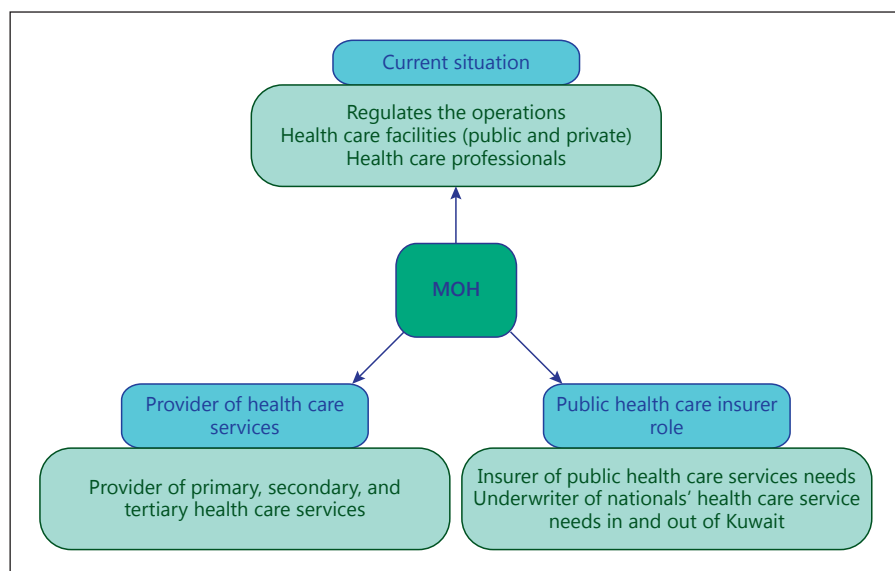 Current situation
Regulates the operations
Health care facilities (public and private)
Health care professionals
MOH
Provider of health care
services
Provider of primary, secondary, and
tertiary health care services
Public health care insurer
role
Insurer of public health care services needs
Underwriter of nationals’ health care service
needs in and out of Kuwait